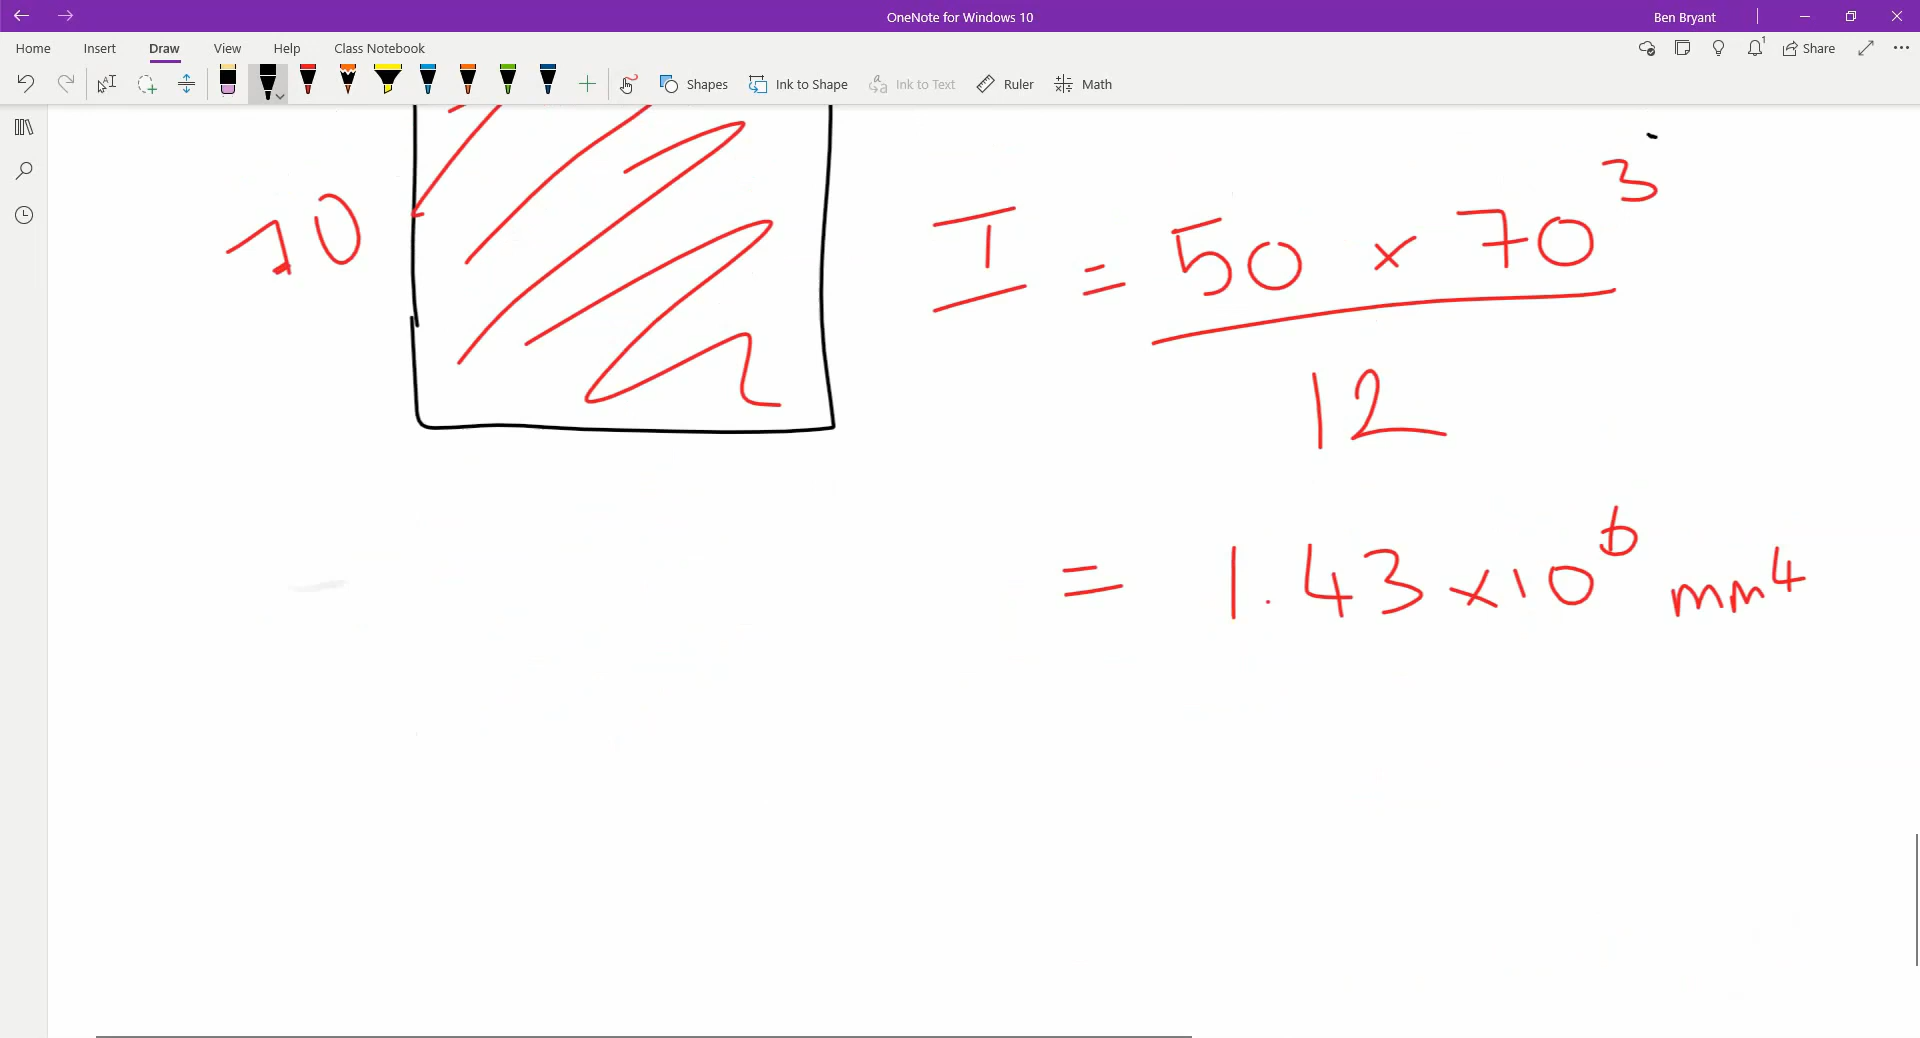 OneNote for Windows 10
Ben Bryant
Home Insert Draw View Help Class Notebook
1
Share
Shapes Ink to Shape Ink to Text Ruler Math
70
I = 50 × 70³
12
= 1.43 × 10⁶ mm⁴